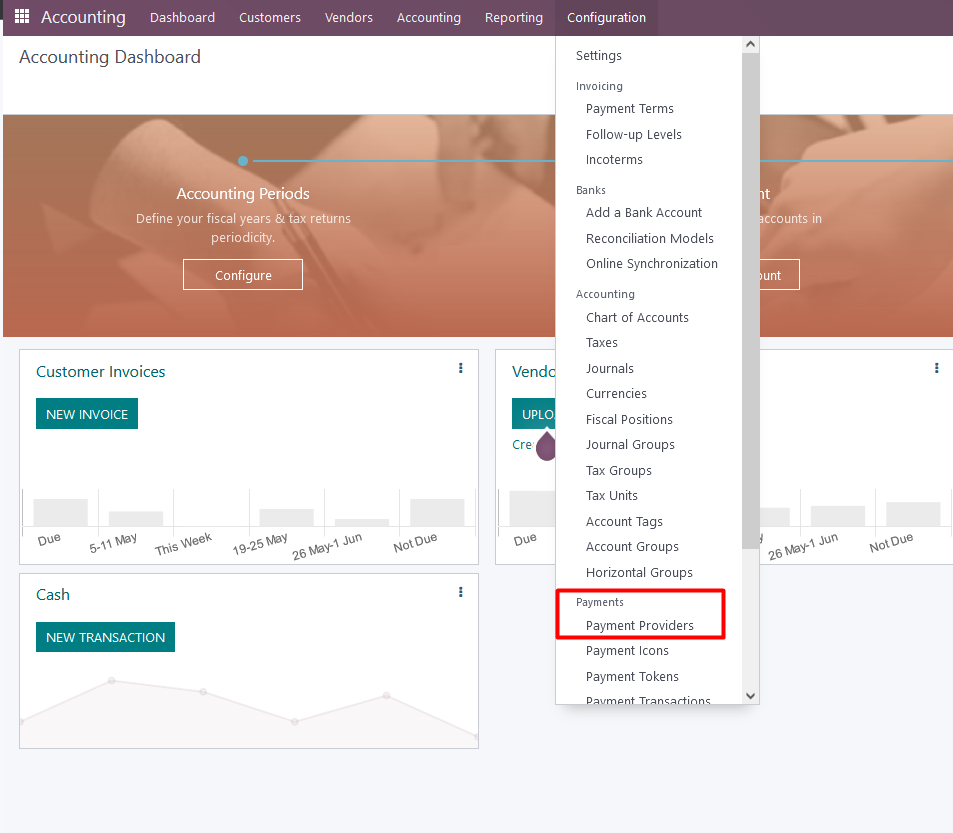 Accounting Dashboard Customers Vendors Accounting Reporting Configuration
Accounting Dashboard
Accounting Periods
Define your fiscal years & tax returns
periodicity.
Configure
nt
accounts in
ount
Settings
Invoicing
Payment Terms
Follow-up Levels
Incoterms
Banks
Add a Bank Account
Reconciliation Models
Online Synchronization
Accounting
Chart of Accounts
Taxes
Journals
Currencies
Fiscal Positions
Journal Groups
Tax Groups
Tax Units
Account Tags
Account Groups
Horizontal Groups
Payments
Payment Providers
Payment Icons
Payment Tokens
Payment Transactions
Customer Invoices
NEW INVOICE
Due 5-11 May This Week 19-25 May 26 May-1 Jun Not Due
Vendo
UPLO
Cre
Due y 26 May-1 Jun Not Due
Cash
NEW TRANSACTION